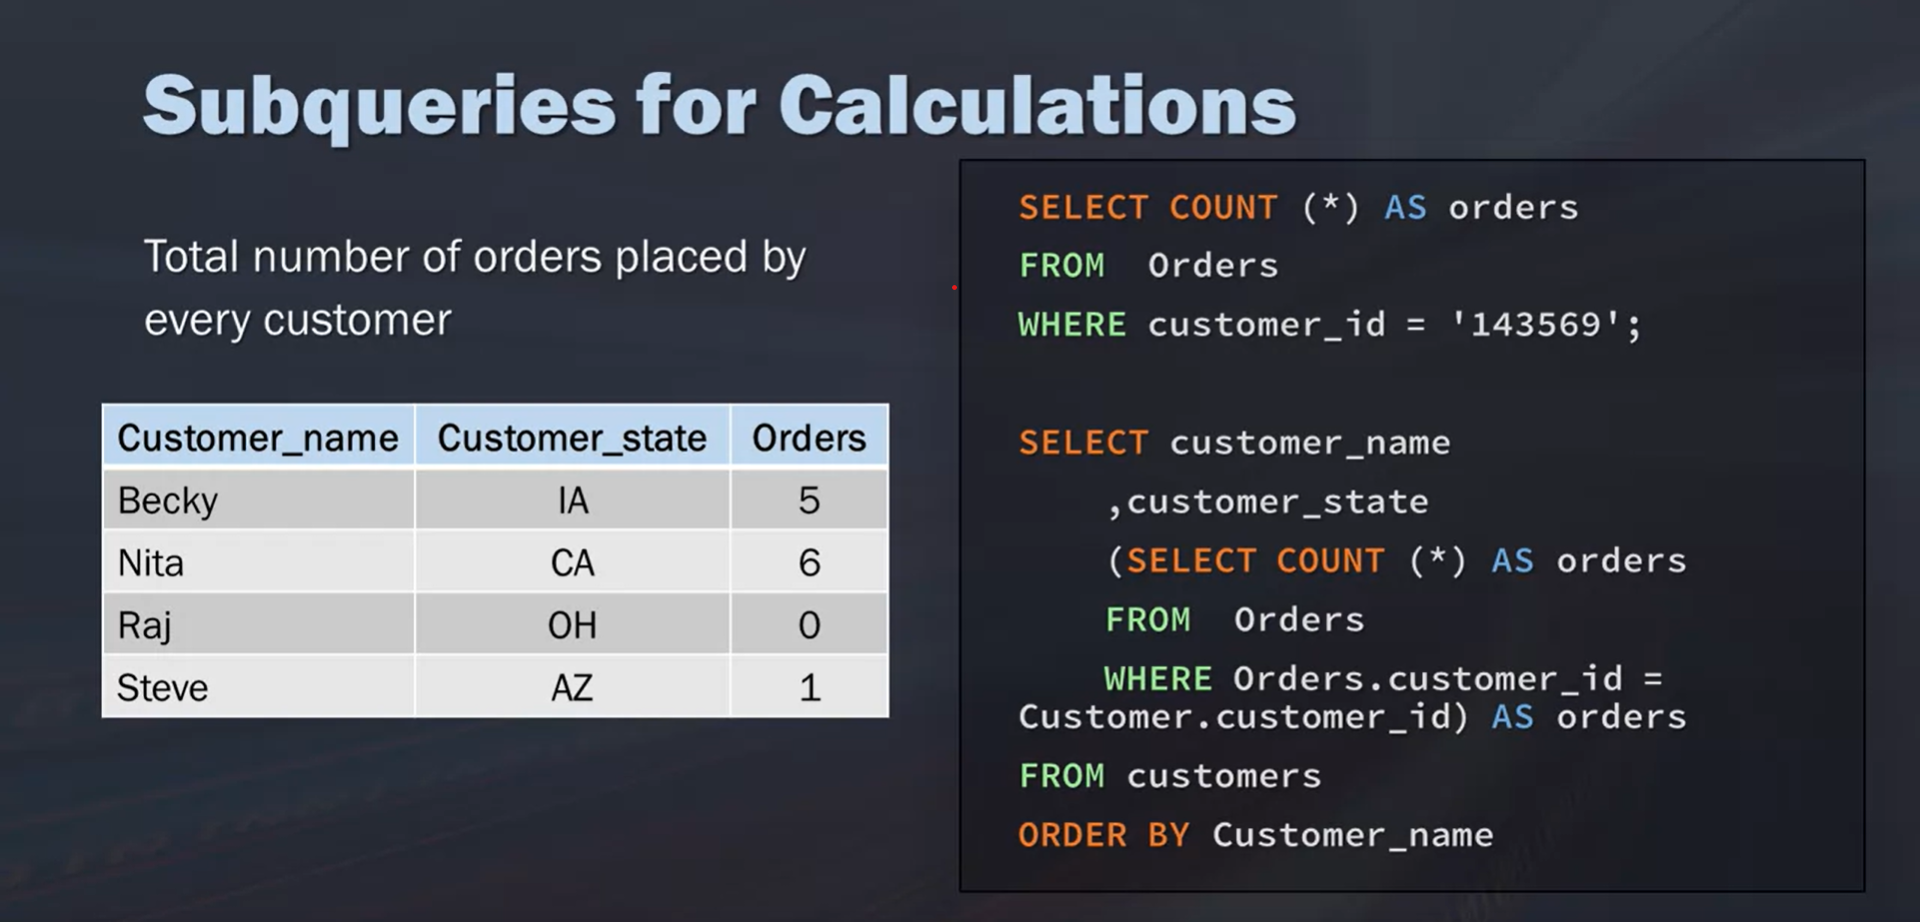 Subqueries for Calculations
Total number of orders placed by
every customer
Customer_name Customer_state Orders
Becky IA 5
Nita CA 6
Raj OH 0
Steve AZ 1
SELECT COUNT (*) AS orders
FROM  Orders
WHERE customer_id = '143569';
SELECT customer_name
,customer_state
(SELECT COUNT (*) AS orders
FROM  Orders
WHERE Orders.customer_id =
Customer.customer_id) AS orders
FROM customers
ORDER BY Customer_name